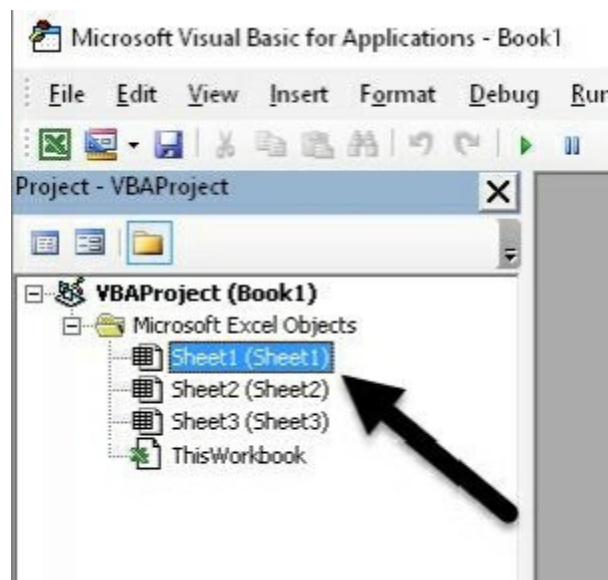 Microsoft Visual Basic for Applications - Book1
File Edit View Insert Format Debug Run
Project - VBAProject
VBAProject (Book1)
Microsoft Excel Objects
Sheet1 (Sheet1)
Sheet2 (Sheet2)
Sheet3 (Sheet3)
ThisWorkbook